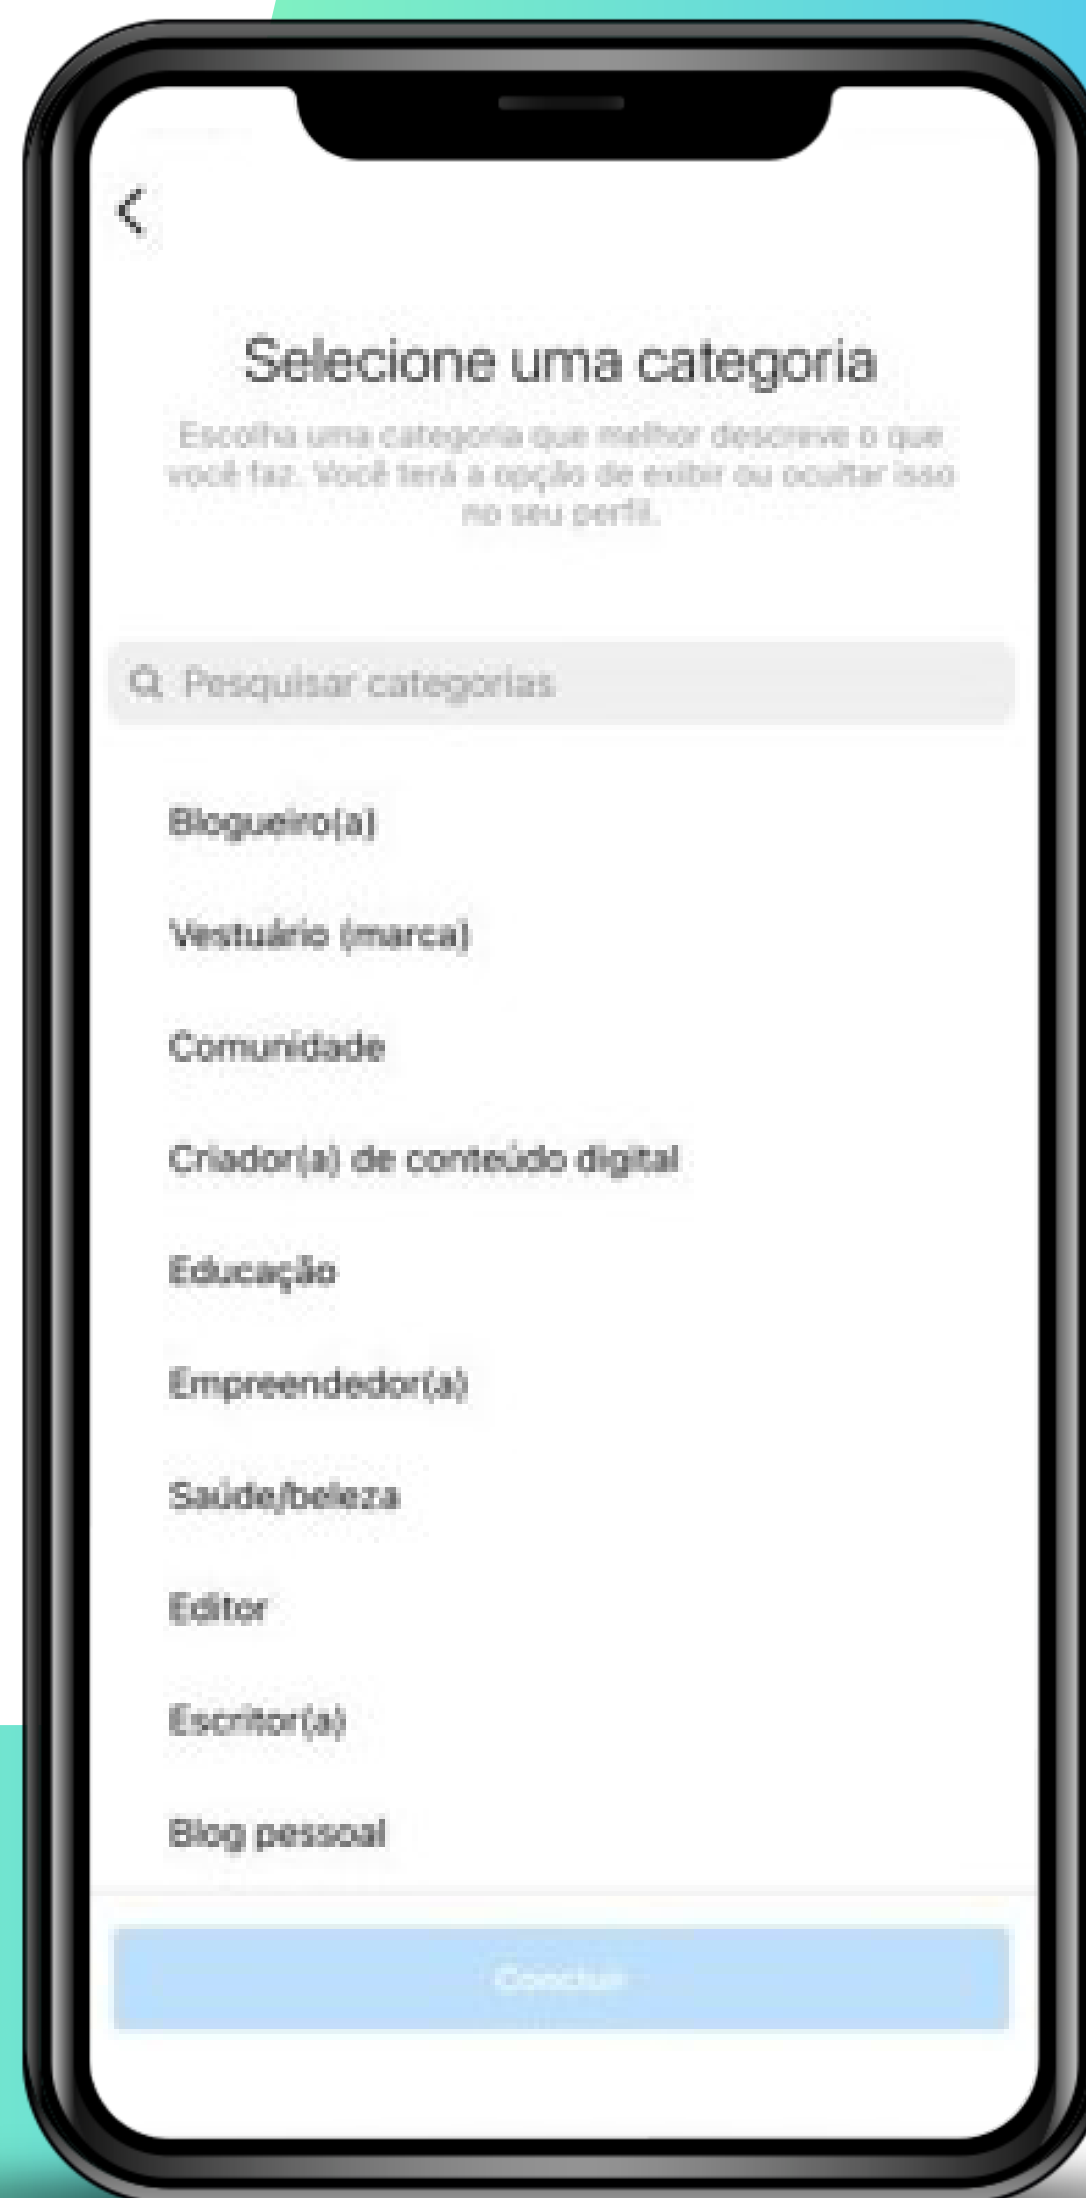 Selecione uma categoria
Escolha uma categoria que melhor descreve o que
você faz. Você terá a opção de exibir ou ocultar isso
no seu perfil.
Pesquisar categorias
Blogueiro(a)
Vestuário (marca)
Comunidade
Criador(a) de conteúdo digital
Educação
Empreendedor(a)
Saúde/beleza
Editor
Escritor(a)
Blog pessoal
Concluir